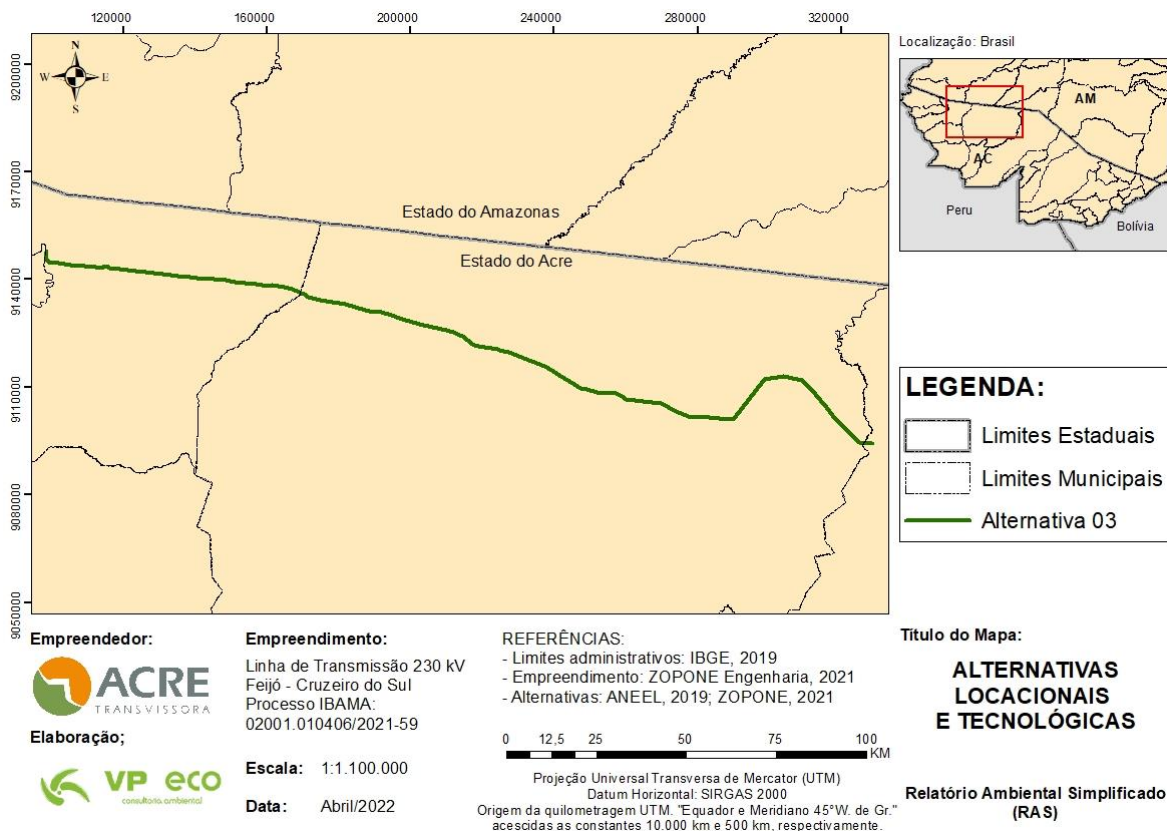 120000 160000 200000 240000 280000 320000
9200000
9170000
9140000
9110000
9080000
9050000
N
W E
S
Estado do Amazonas
Estado do Acre
Localização: Brasil
AM
AC
Peru
Bolívia
LEGENDA:
Limites Estaduais
Limites Municipais
Alternativa 03
Empreendedor:
ACRE
TRANSMISSORA
Elaboração;
VP eco
consultoria ambiental
Empreendimento:
Linha de Transmissão 230 kV
Feijó - Cruzeiro do Sul
Processo IBAMA:
02001.010406/2021-59
Escala: 1:1.100.000
Data: Abril/2022
REFERÊNCIAS:
- Limites administrativos: IBGE, 2019
- Empreendimento: ZOPONE Engenharia, 2021
- Alternativas: ANEEL, 2019; ZOPONE, 2021
0 12,5 25 50 75 100
KM
Projeção Universal Transversa de Mercator (UTM)
Datum Horizontal: SIRGAS 2000
Origem da quilometragem UTM. "Equador e Meridiano 45°W. de Gr."
acescidas as constantes 10.000 km e 500 km, respectivamente.
Titulo do Mapa:
ALTERNATIVAS
LOCACIONAIS
E TECNOLÓGICAS
Relatório Ambiental Simplificado
(RAS)